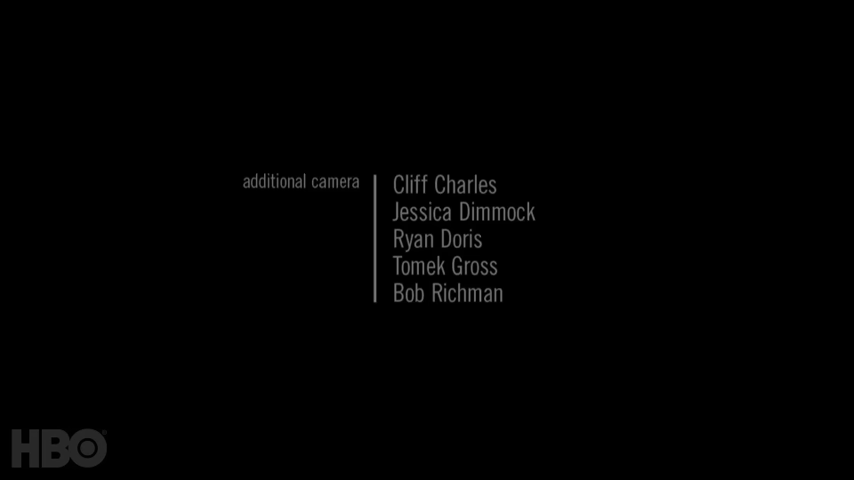 additional camera
Cliff Charles
Jessica Dimmock
Ryan Doris
Tomek Gross
Bob Richman
HBO